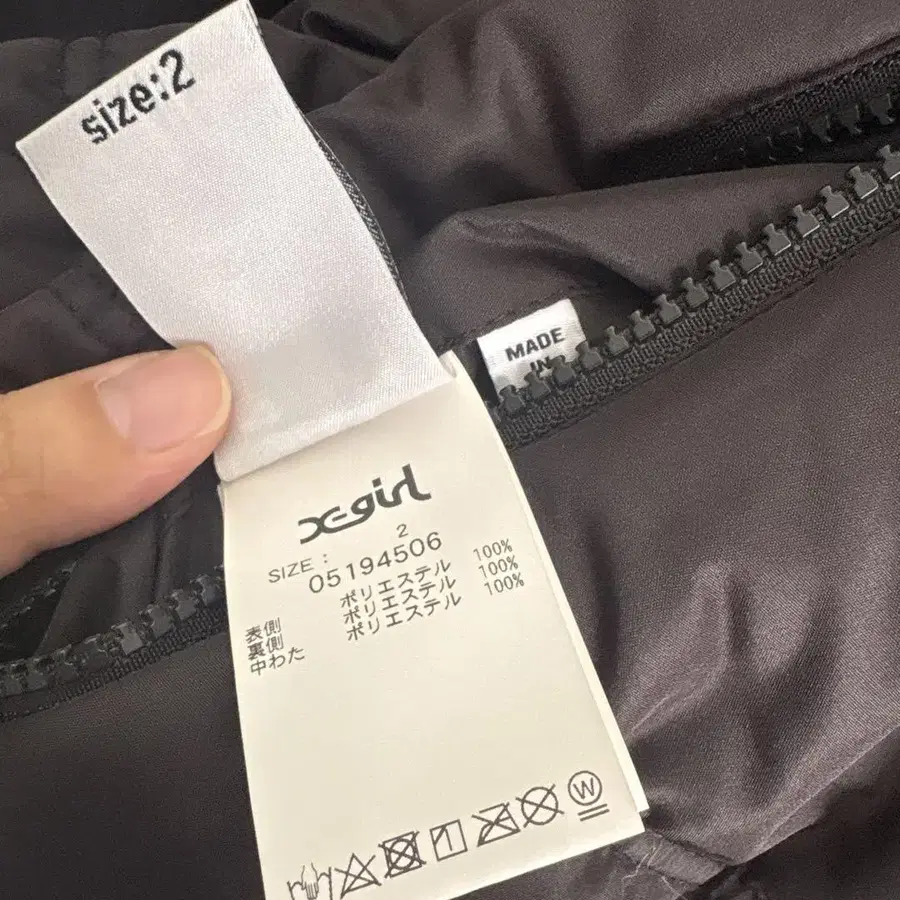 size:2
MADE
IN
X-girl
SIZE : 2
05194506
表側 ポリエステル 100%
裏側 ポリエステル 100%
中わた ポリエステル 100%
W